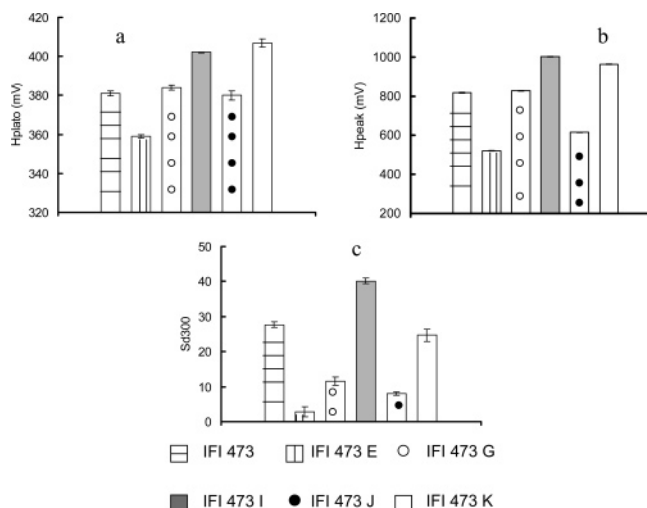 a
420
400
380
360
340
320
Hplato (mV)
b
1200
1000
800
600
400
200
Hpeak (mV)
c
50
40
30
20
10
0
Sd300
IFI 473 IFI 473 E IFI 473 G
IFI 473 I IFI 473 J IFI 473 K